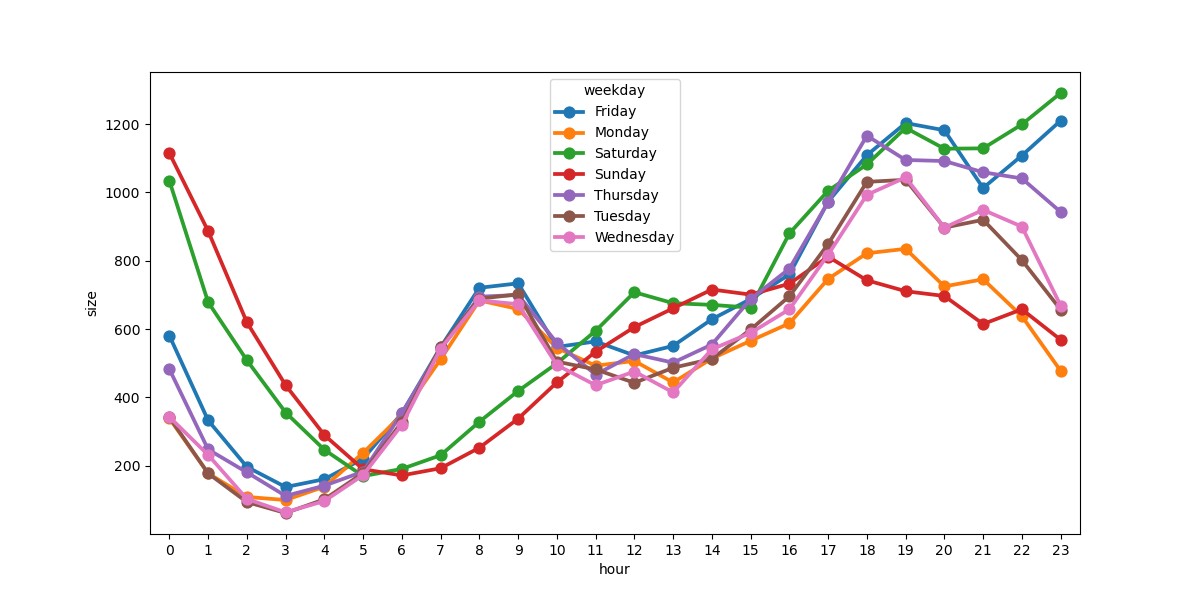 weekday
Friday
Monday
Saturday
Sunday
Thursday
Tuesday
Wednesday
size
1200
1000
800
600
400
200
0 1 2 3 4 5 6 7 8 9 10 11 12 13 14 15 16 17 18 19 20 21 22 23
hour